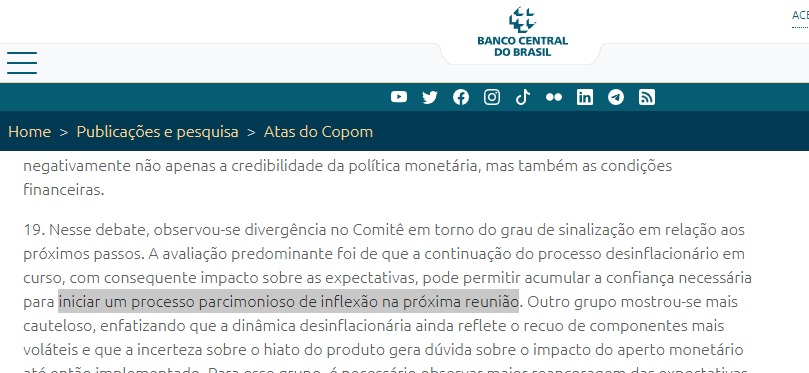 BANCO CENTRAL
DO BRASIL
ACE
Home > Publicações e pesquisa > Atas do Copom
negativamente não apenas a credibilidade da política monetária, mas também as condições
financeiras.
19. Nesse debate, observou-se divergência no Comitê em torno do grau de sinalização em relação aos
próximos passos. A avaliação predominante foi de que a continuação do processo desinflacionário em
curso, com consequente impacto sobre as expectativas, pode permitir acumular a confiança necessária
para iniciar um processo parcimonioso de inflexão na próxima reunião. Outro grupo mostrou-se mais
cauteloso, enfatizando que a dinâmica desinflacionária ainda reflete o recuo de componentes mais
voláteis e que a incerteza sobre o hiato do produto gera dúvida sobre o impacto do aperto monetário
até então implementado. Para esse grupo, é necessário observar maior reancoragem das expectativas